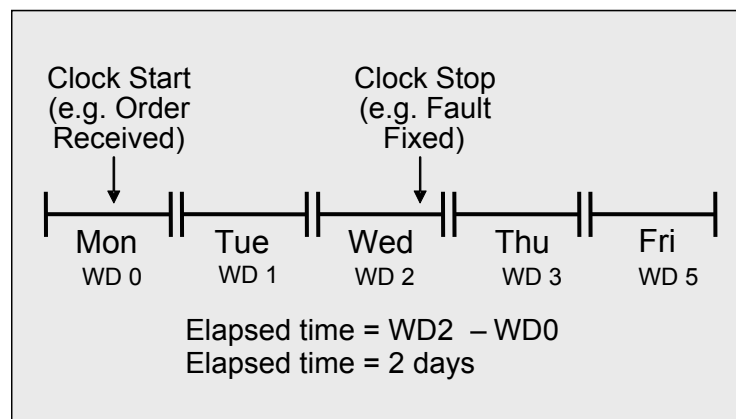 Clock Start
(e.g. Order
Received)
Clock Stop
(e.g. Fault
Fixed)
Mon
Tue
Wed
Thu
Fri
WD 0
WD 1
WD 2
WD 3
WD 5
Elapsed time = WD2 – WD0
Elapsed time = 2 days